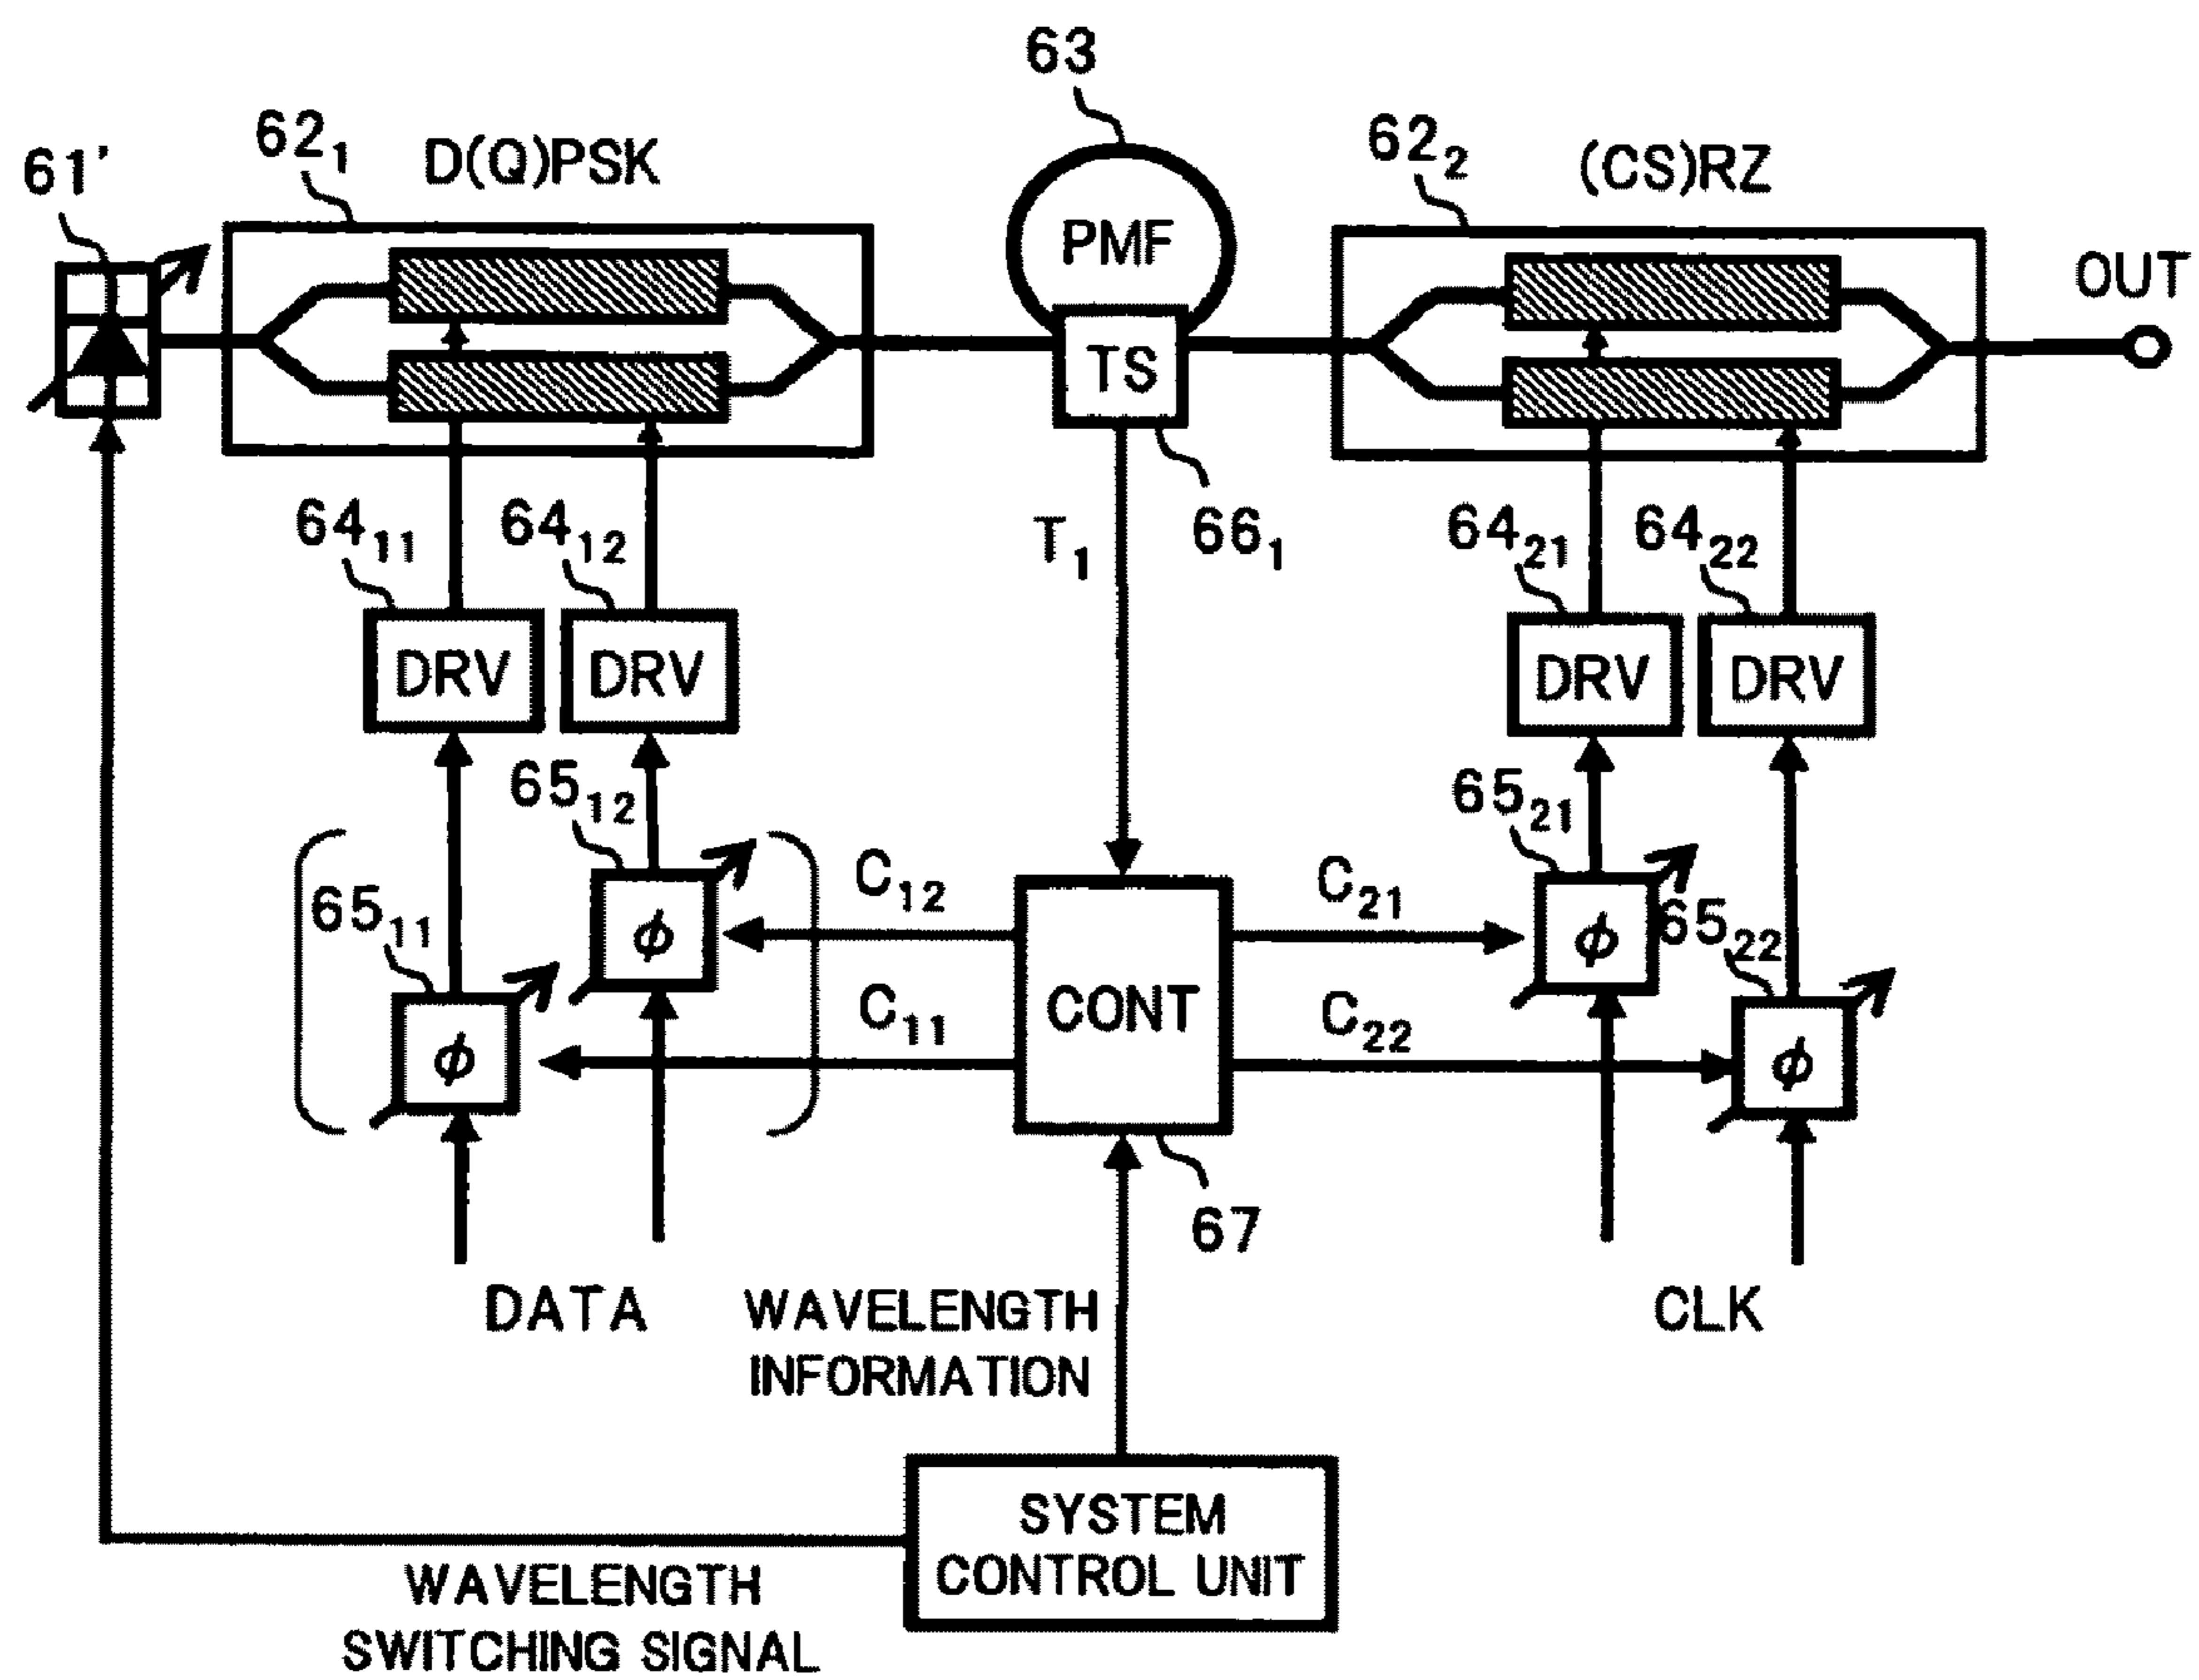 63
61'
62₁
D(Q)PSK
62₂
(CS)RZ
PMF
OUT
TS
64₁₁
64₁₂
T₁
66₁
64₂₁
64₂₂
DRV
DRV
DRV
DRV
65₁₂
65₂₁
65₁₁
C₁₂
C₂₁
65₂₂
ϕ
ϕ
C₁₁
CONT
C₂₂
ϕ
ϕ
67
DATA
WAVELENGTH
INFORMATION
CLK
SYSTEM
CONTROL UNIT
WAVELENGTH
SWITCHING SIGNAL